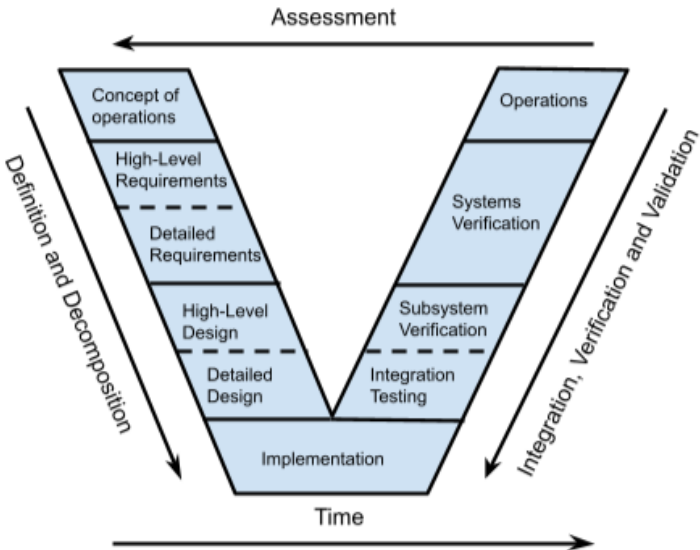 Assessment
Concept of
operations
High-Level
Requirements
Detailed
Requirements
High-Level
Design
Detailed
Design
Implementation
Operations
Systems
Verification
Subsystem
Verification
Integration
Testing
Definition and Decomposition
Integration, Verification and Validation
Time